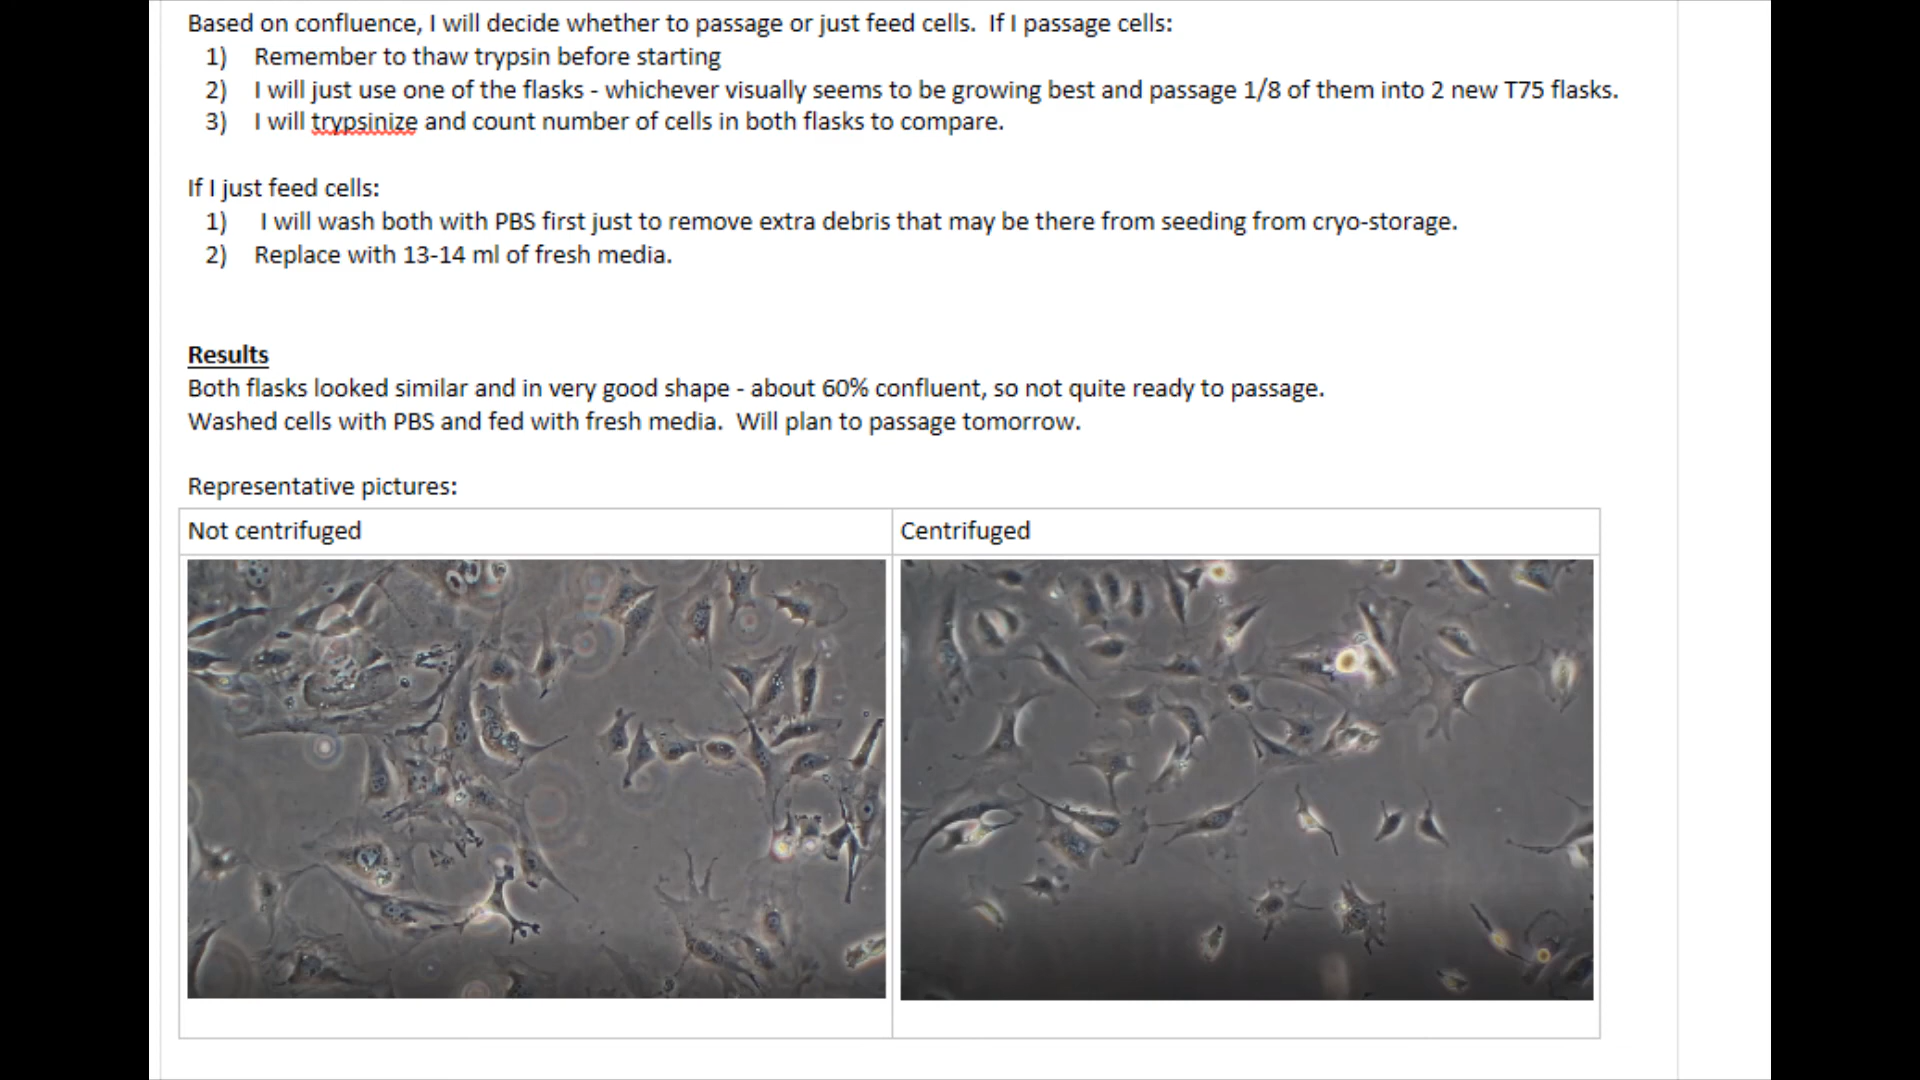 Based on confluence, I will decide whether to passage or just feed cells.  If I passage cells:
1) Remember to thaw trypsin before starting
2) I will just use one of the flasks - whichever visually seems to be growing best and passage 1/8 of them into 2 new T75 flasks.
3) I will trypsinize and count number of cells in both flasks to compare.
If I just feed cells:
1) I will wash both with PBS first just to remove extra debris that may be there from seeding from cryo-storage.
2) Replace with 13-14 ml of fresh media.
Results
Both flasks looked similar and in very good shape - about 60% confluent, so not quite ready to passage.
Washed cells with PBS and fed with fresh media.  Will plan to passage tomorrow.
Representative pictures:
Not centrifuged
Centrifuged